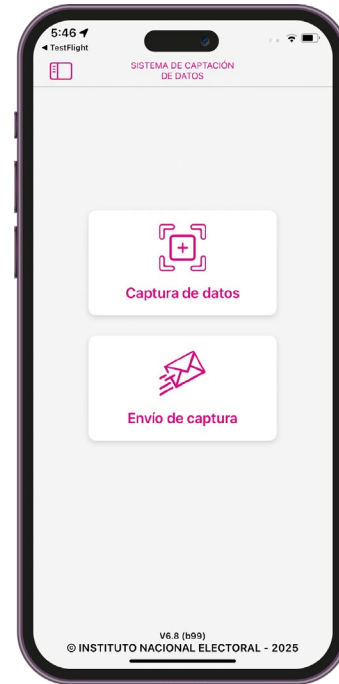 5:46
◀ TestFlight
SISTEMA DE CAPTACIÓN
DE DATOS
Captura de datos
Envío de captura
V6.8 (b99)
© INSTITUTO NACIONAL ELECTORAL - 2025